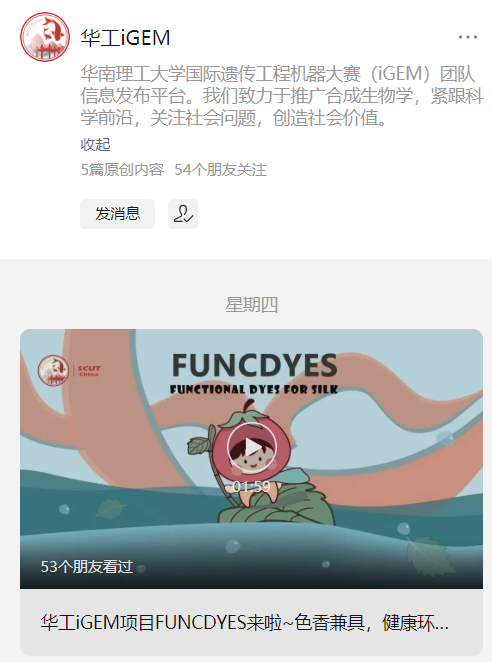 华工iGEM
华南理工大学国际遗传工程机器大赛（iGEM）团队
信息发布平台。我们致力于推广合成生物学，紧跟科
学前沿，关注社会问题，创造社会价值。
收起
5篇原创内容 54个朋友关注
发消息
星期四
SCUT
China
FUNCDYES
FUNCTIONAL DYES FOR SILK
01:59
53个朋友看过
华工iGEM项目FUNCDYES来啦~色香兼具，健康环...